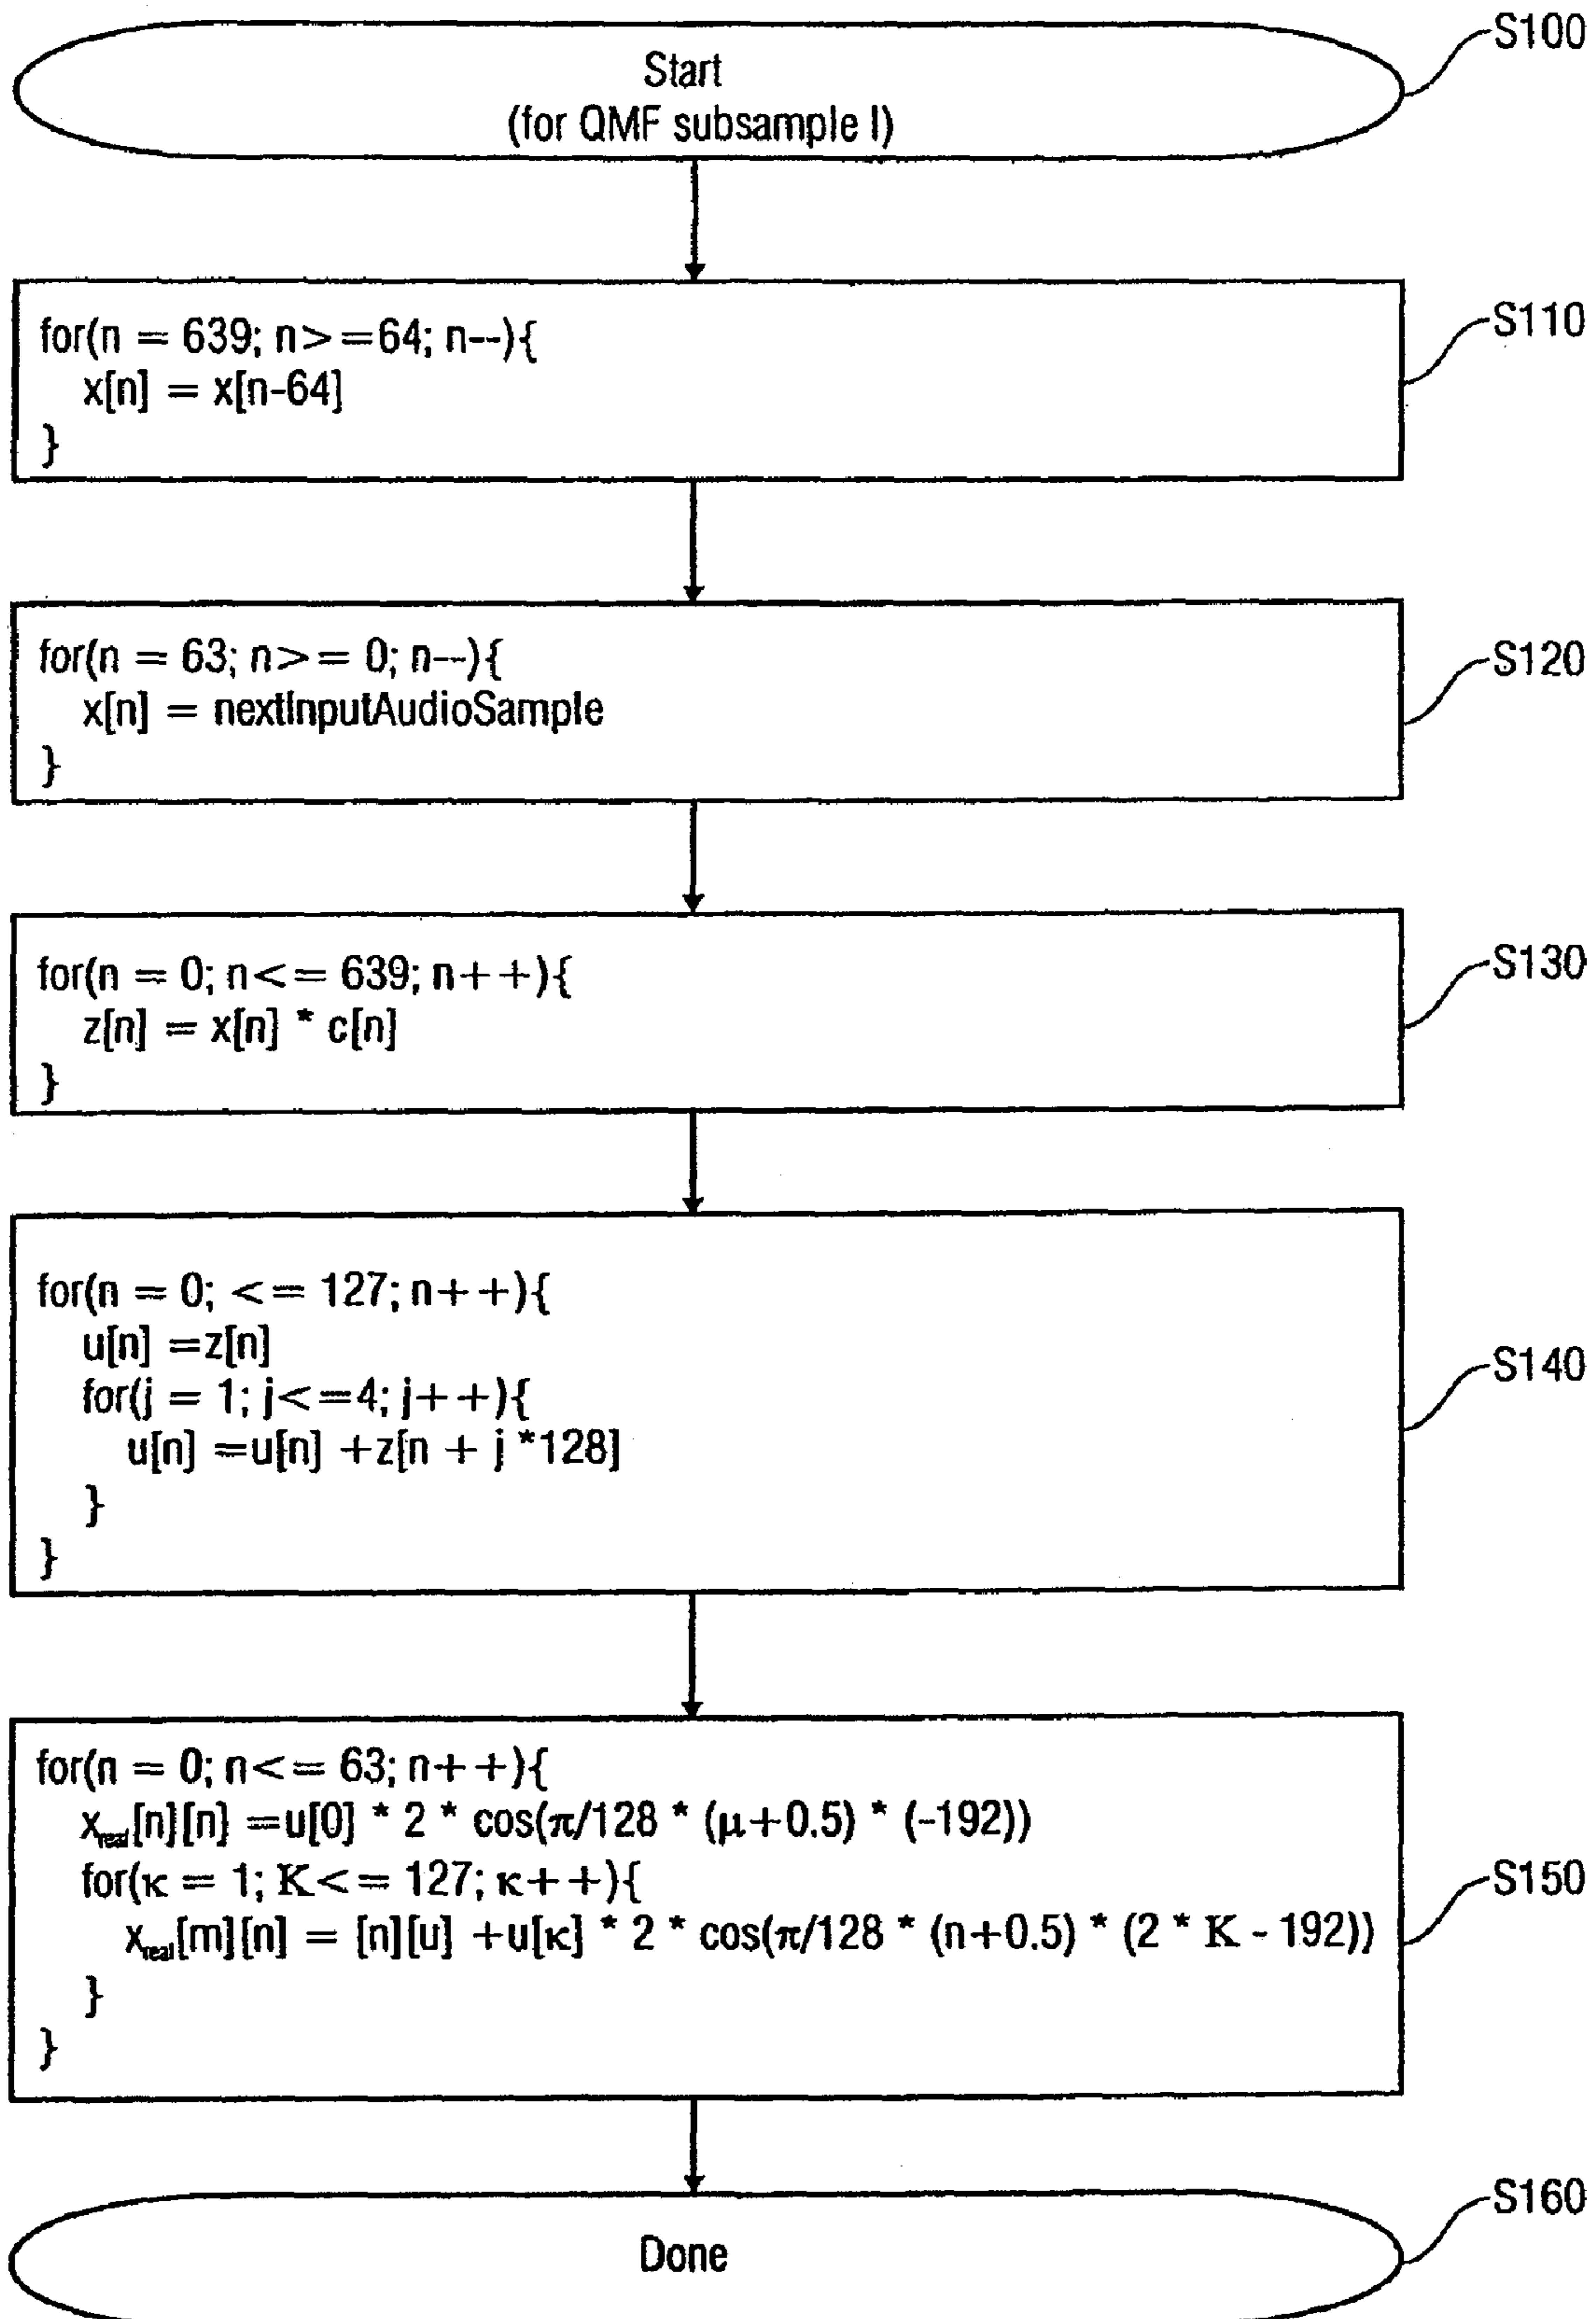 Start
(for QMF subsample l)
S100
for(n = 639; n>=64; n--){
x[n] = x[n-64]
}
S110
for(n = 63; n>= 0; n--){
x[n] = nextInputAudioSample
}
S120
for(n = 0; n<= 639; n++){
z[n] = x[n] * c[n]
}
S130
for(n = 0; <= 127; n++){
u[n] =z[n]
for(j = 1; j<=4; j++){
u[n] =u[n] +z[n + j *128]
}
}
S140
for(n = 0; n<= 63; n++){
xreal[n][n] =u[0] * 2 * cos(π/128 * (μ+0.5) * (-192))
for(κ = 1; K<= 127; κ++){
xreal[m][n] = [n][u] +u[κ] * 2 * cos(π/128 * (n+0.5) * (2 * K - 192))
}
}
S150
Done
S160